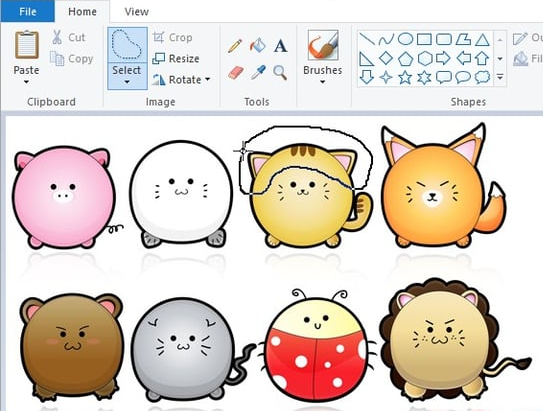 File Home View
Cut
Copy
Paste
Select
Crop
Resize
Rotate
A
Brushes
Clipboard Image Tools Shapes